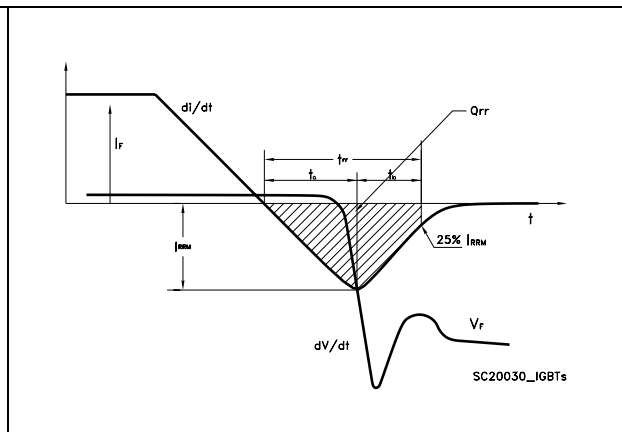 di/dt
Qrr
IF
trr
ta
tb
t
IRRM
25% IRRM
VF
dV/dt
SC20030_IGBTs